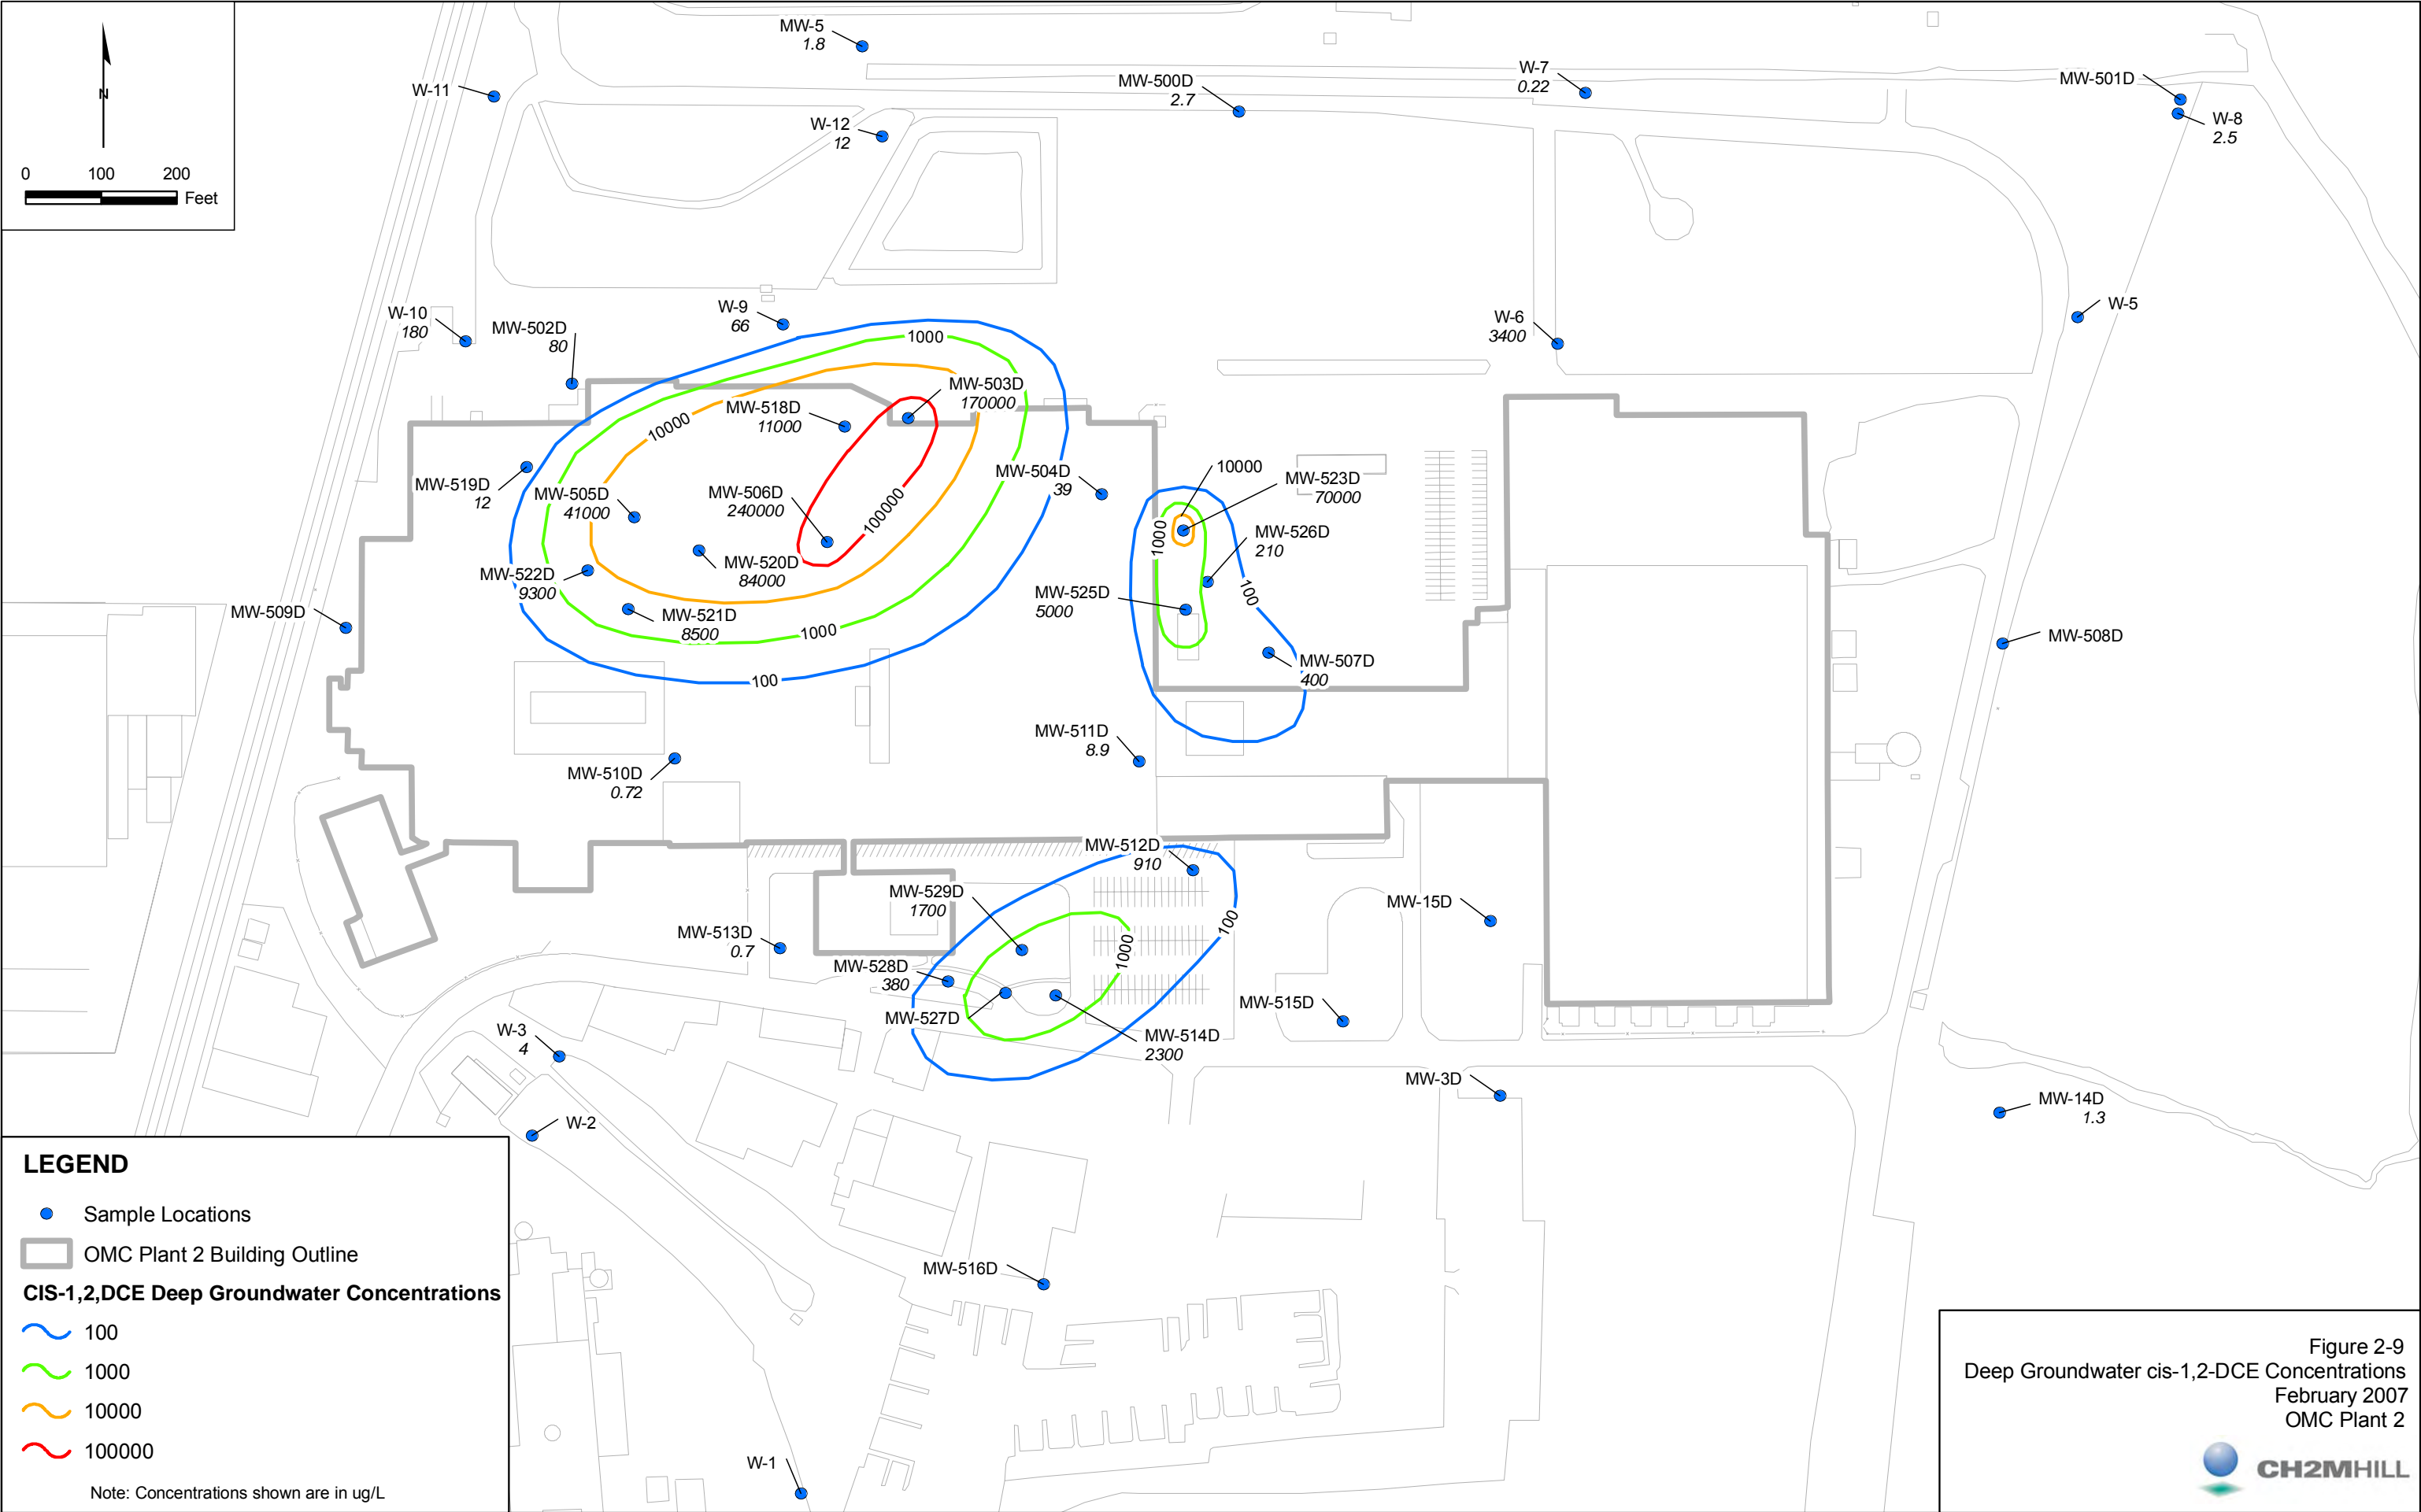 N
0 100 200
Feet
MW-5
1.8
W-11
W-12
12
MW-500D
2.7
W-7
0.22
MW-501D
W-8
2.5
W-10
180
MW-502D
80
W-9
66
W-6
3400
W-5
1000
MW-503D
170000
MW-518D
11000
10000
MW-519D
12
MW-505D
41000
MW-506D
240000
100000
MW-504D
39
10000
MW-523D
70000
1000
MW-526D
210
MW-520D
84000
MW-522D
9300
MW-525D
5000
100
MW-509D
MW-521D
8500
1000
MW-508D
MW-507D
400
100
MW-511D
8.9
MW-510D
0.72
MW-512D
910
MW-529D
1700
MW-15D
100
MW-513D
0.7
1000
MW-528D
380
MW-515D
MW-527D
MW-514D
2300
W-3
4
MW-3D
MW-14D
1.3
W-2
MW-516D
W-1
LEGEND
Sample Locations
OMC Plant 2 Building Outline
CIS-1,2,DCE Deep Groundwater Concentrations
100
1000
10000
100000
Note: Concentrations shown are in ug/L
Figure 2-9
Deep Groundwater cis-1,2-DCE Concentrations
February 2007
OMC Plant 2
CH2MHILL